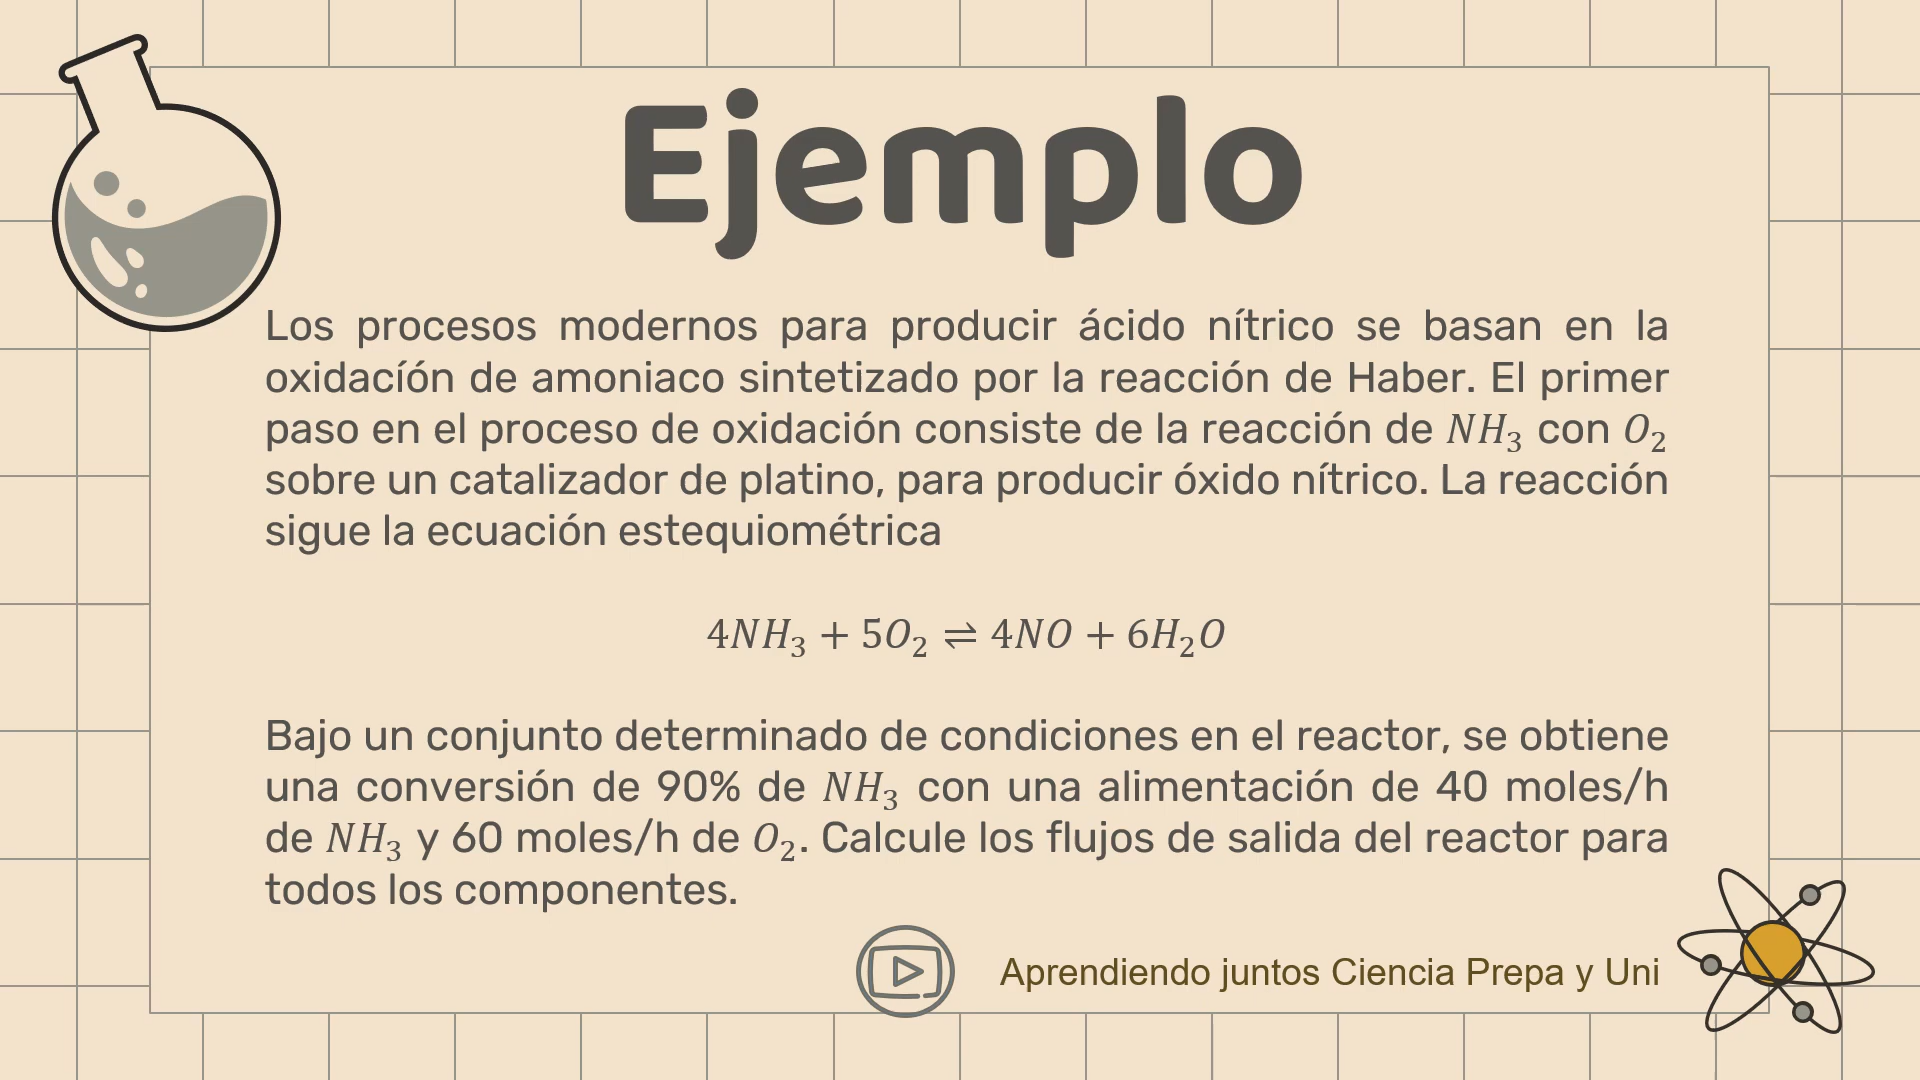 Ejemplo
Los procesos modernos para producir ácido nítrico se basan en la
oxidacíón de amoniaco sintetizado por la reacción de Haber. El primer
paso en el proceso de oxidación consiste de la reacción de NH₃ con O₂
sobre un catalizador de platino, para producir óxido nítrico. La reacción
sigue la ecuación estequiométrica
4NH₃ + 5O₂ ⇌ 4NO + 6H₂O
Bajo un conjunto determinado de condiciones en el reactor, se obtiene
una conversión de 90% de NH₃ con una alimentación de 40 moles/h
de NH₃ y 60 moles/h de O₂. Calcule los flujos de salida del reactor para
todos los componentes.
Aprendiendo juntos Ciencia Prepa y Uni